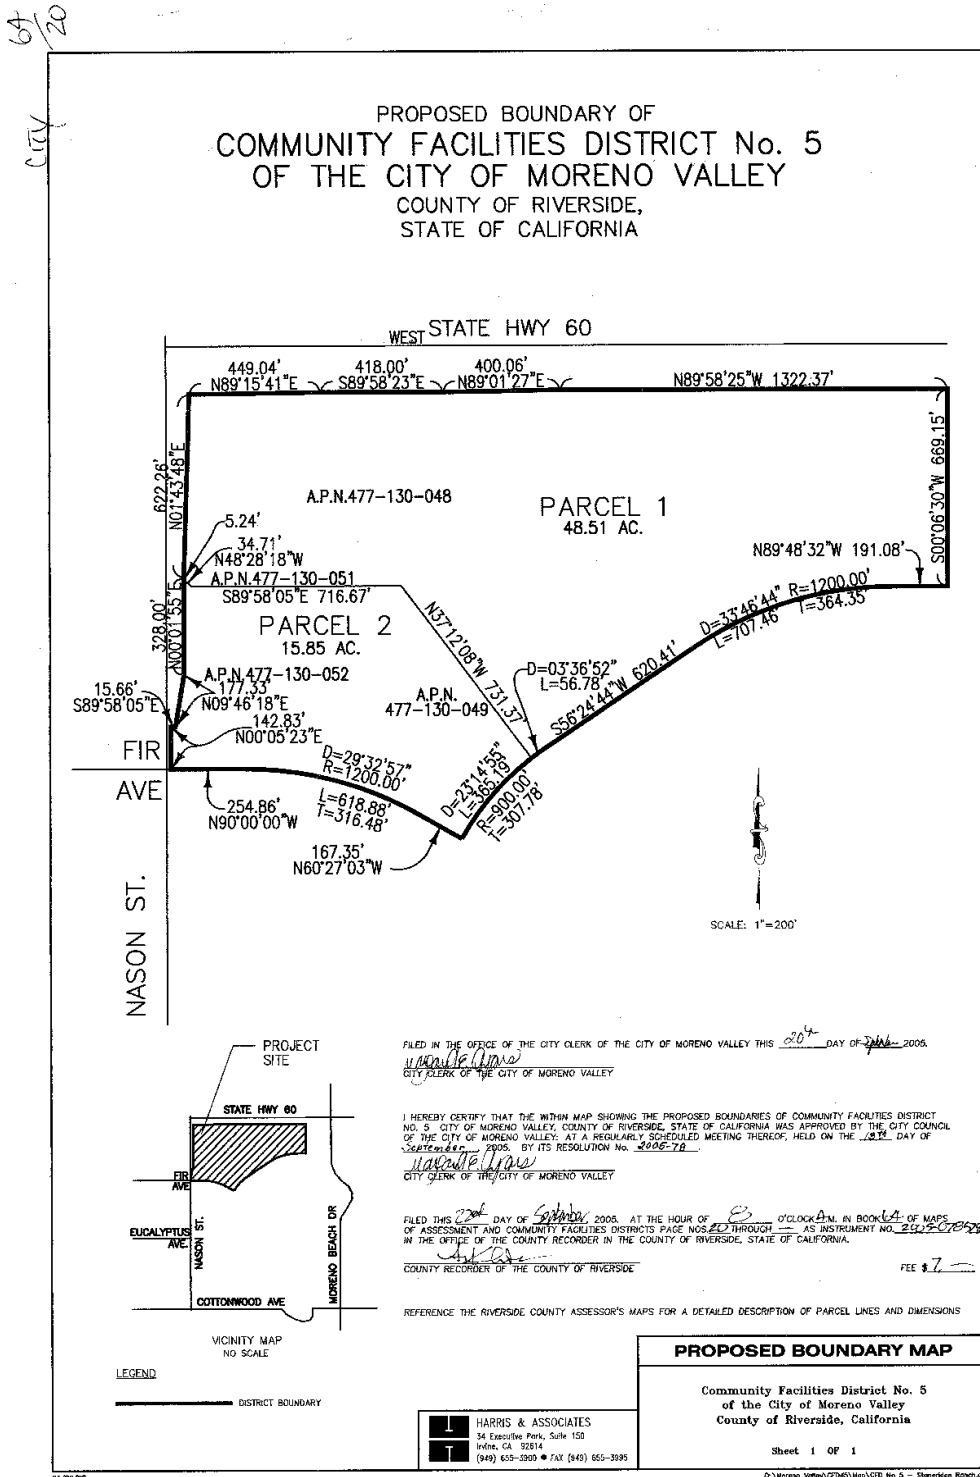 64/20
CITY
PROPOSED BOUNDARY OF
COMMUNITY FACILITIES DISTRICT No. 5
OF THE CITY OF MORENO VALLEY
COUNTY OF RIVERSIDE,
STATE OF CALIFORNIA
WEST STATE HWY 60
449.04' 418.00' 400.06'
N89°15'41"E S89°58'23"E N89°01'27"E N89°58'25"W 1322.37'
622.26'
N01°43'48"E
S00°06'30"W 669.15'
A.P.N.477-130-048
PARCEL 1
48.51 AC.
5.24'
34.71'
N48°28'18"W
N89°48'32"W 191.08'
A.P.N.477-130-051
S89°58'05"E 716.67'
328.00'
N00°01'55"E
PARCEL 2
15.85 AC.
N37°12'08"W 731.37'
D=33°46'44" R=1200.00'
L=707.46' T=364.35'
A.P.N.477-130-052
177.33
N09°46'18"E
15.66'
S89°58'05"E
142.83'
N00°05'23"E
A.P.N.
477-130-049
D=03°36'52"
L=56.78'
S56°24'44"W 620.41'
FIR
AVE
D=29°32'57"
R=1200.00'
L=618.88'
T=316.48'
D=23°14'55"
L=365.19'
R=900.00'
T=307.78'
254.86'
N90°00'00"W
167.35'
N60°27'03"W
NASON ST.
SCALE: 1"=200'
PROJECT
SITE
STATE HWY 60
FIR
AVE
EUCALYPTUS
AVE.
NASON ST.
MORENO BEACH DR
COTTONWOOD AVE
VICINITY MAP
NO SCALE
LEGEND
DISTRICT BOUNDARY
FILED IN THE OFFICE OF THE CITY CLERK OF THE CITY OF MORENO VALLEY THIS 20th DAY OF 2005.
CITY CLERK OF THE CITY OF MORENO VALLEY
I HEREBY CERTIFY THAT THE WITHIN MAP SHOWING THE PROPOSED BOUNDARIES OF COMMUNITY FACILITIES DISTRICT
NO. 5 CITY OF MORENO VALLEY, COUNTY OF RIVERSIDE, STATE OF CALIFORNIA WAS APPROVED BY THE CITY COUNCIL
OF THE CITY OF MORENO VALLEY; AT A REGULARLY SCHEDULED MEETING THEREOF, HELD ON THE DAY OF
September, 2005. BY ITS RESOLUTION No. 2005-78.
CITY CLERK OF THE CITY OF MORENO VALLEY
FILED THIS 22nd DAY OF September, 2005. AT THE HOUR OF 8 O'CLOCK A.M. IN BOOK 64 OF MAPS
OF ASSESSMENT AND COMMUNITY FACILITIES DISTRICTS PAGE NOS. 20 THROUGH — AS INSTRUMENT NO.
IN THE OFFICE OF THE COUNTY RECORDER IN THE COUNTY OF RIVERSIDE, STATE OF CALIFORNIA.
COUNTY RECORDER OF THE COUNTY OF RIVERSIDE
FEE $7.—
REFERENCE THE RIVERSIDE COUNTY ASSESSOR'S MAPS FOR A DETAILED DESCRIPTION OF PARCEL LINES AND DIMENSIONS
PROPOSED BOUNDARY MAP
Community Facilities District No. 5
of the City of Moreno Valley
County of Riverside, California
Sheet 1 OF 1
HARRIS & ASSOCIATES
34 Executive Park, Suite 150
Irvine, CA 92614
(949) 655-3900 • FAX (949) 655-3995